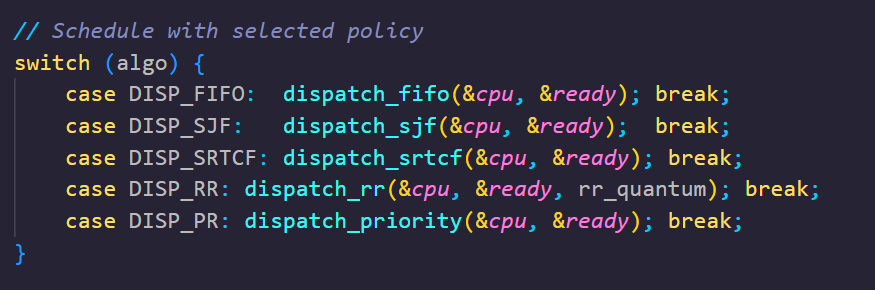 // Schedule with selected policy
switch (algo) {
    case DISP_FIFO:  dispatch_fifo(&cpu, &ready); break;
    case DISP_SJF:   dispatch_sjf(&cpu, &ready);  break;
    case DISP_SRTCF: dispatch_srtcf(&cpu, &ready); break;
    case DISP_RR: dispatch_rr(&cpu, &ready, rr_quantum); break;
    case DISP_PR: dispatch_priority(&cpu, &ready); break;
}